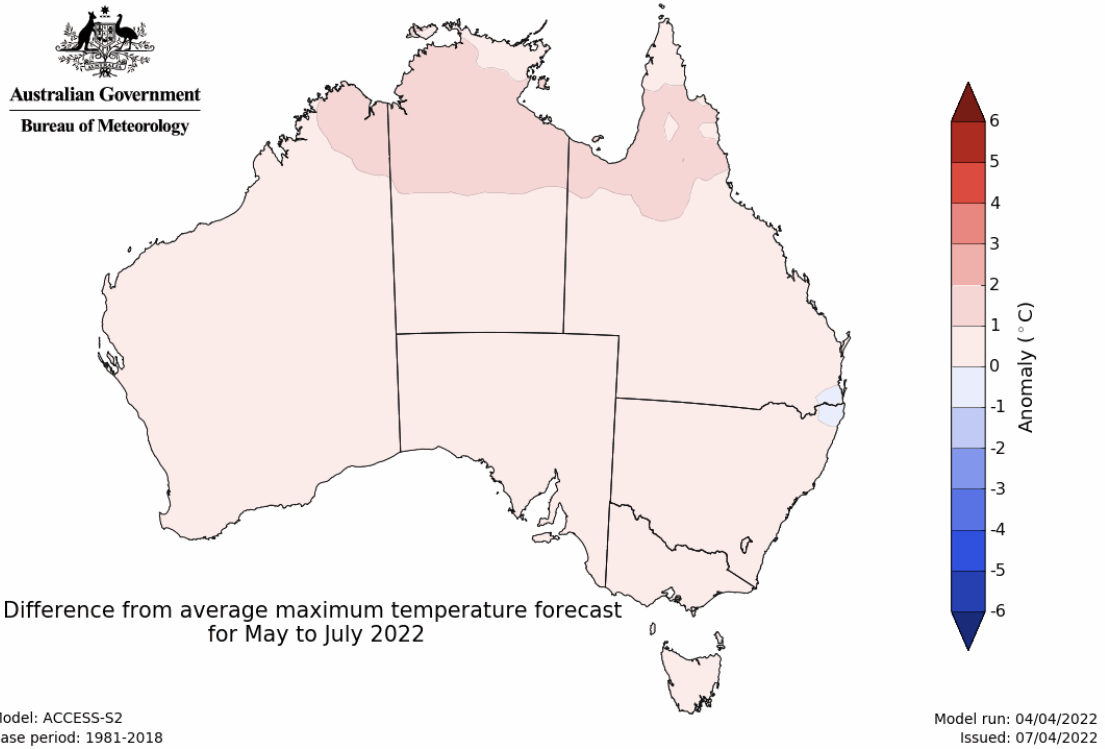 Australian Government
Bureau of Meteorology
6
5
4
3
2
1
0
-1
-2
-3
-4
-5
-6
Anomaly (°C)
Difference from average maximum temperature forecast
for May to July 2022
Model: ACCESS-S2
ase period: 1981-2018
Model run: 04/04/2022
Issued: 07/04/2022